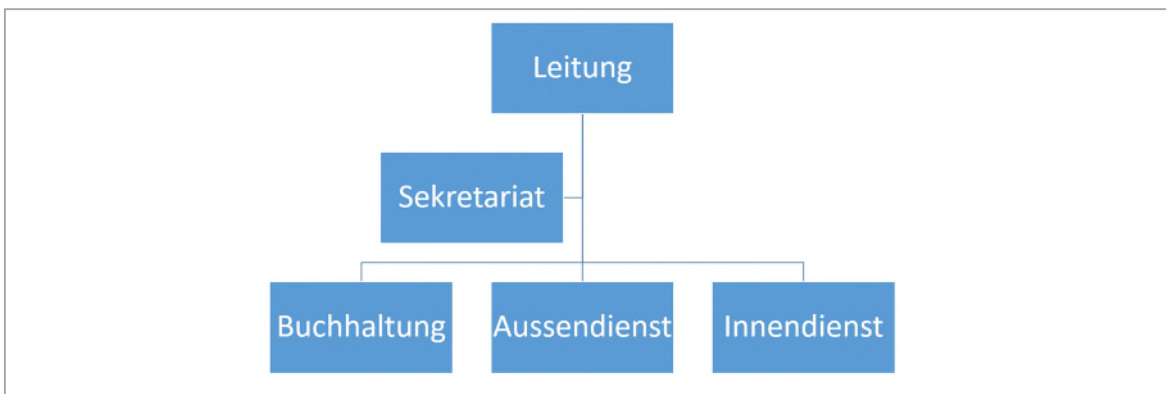 Leitung
Sekretariat
Buchhaltung
Aussendienst
Innendienst